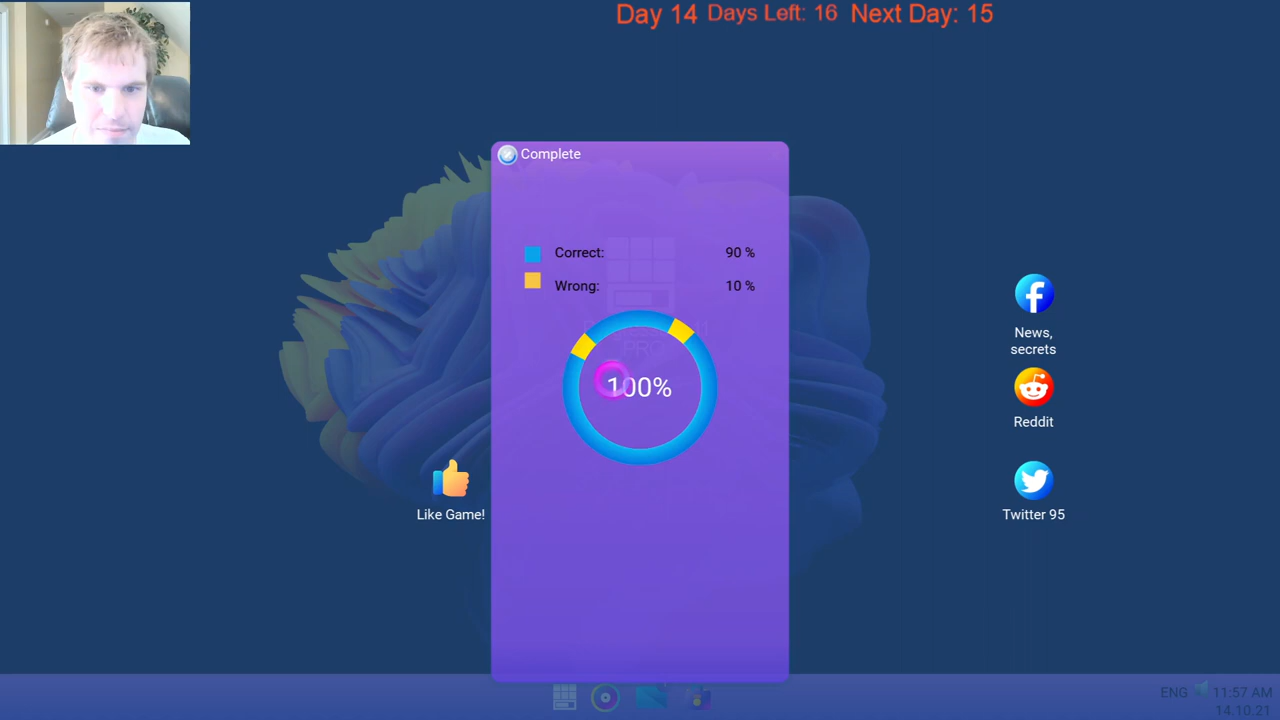 Day 14 Days Left: 16 Next Day: 15
Complete
Correct: 90 %
Wrong: 10 %
PRO
100%
News,
secrets
Reddit
Like Game!
Twitter 95
ENG 11:57 AM
14.10.21